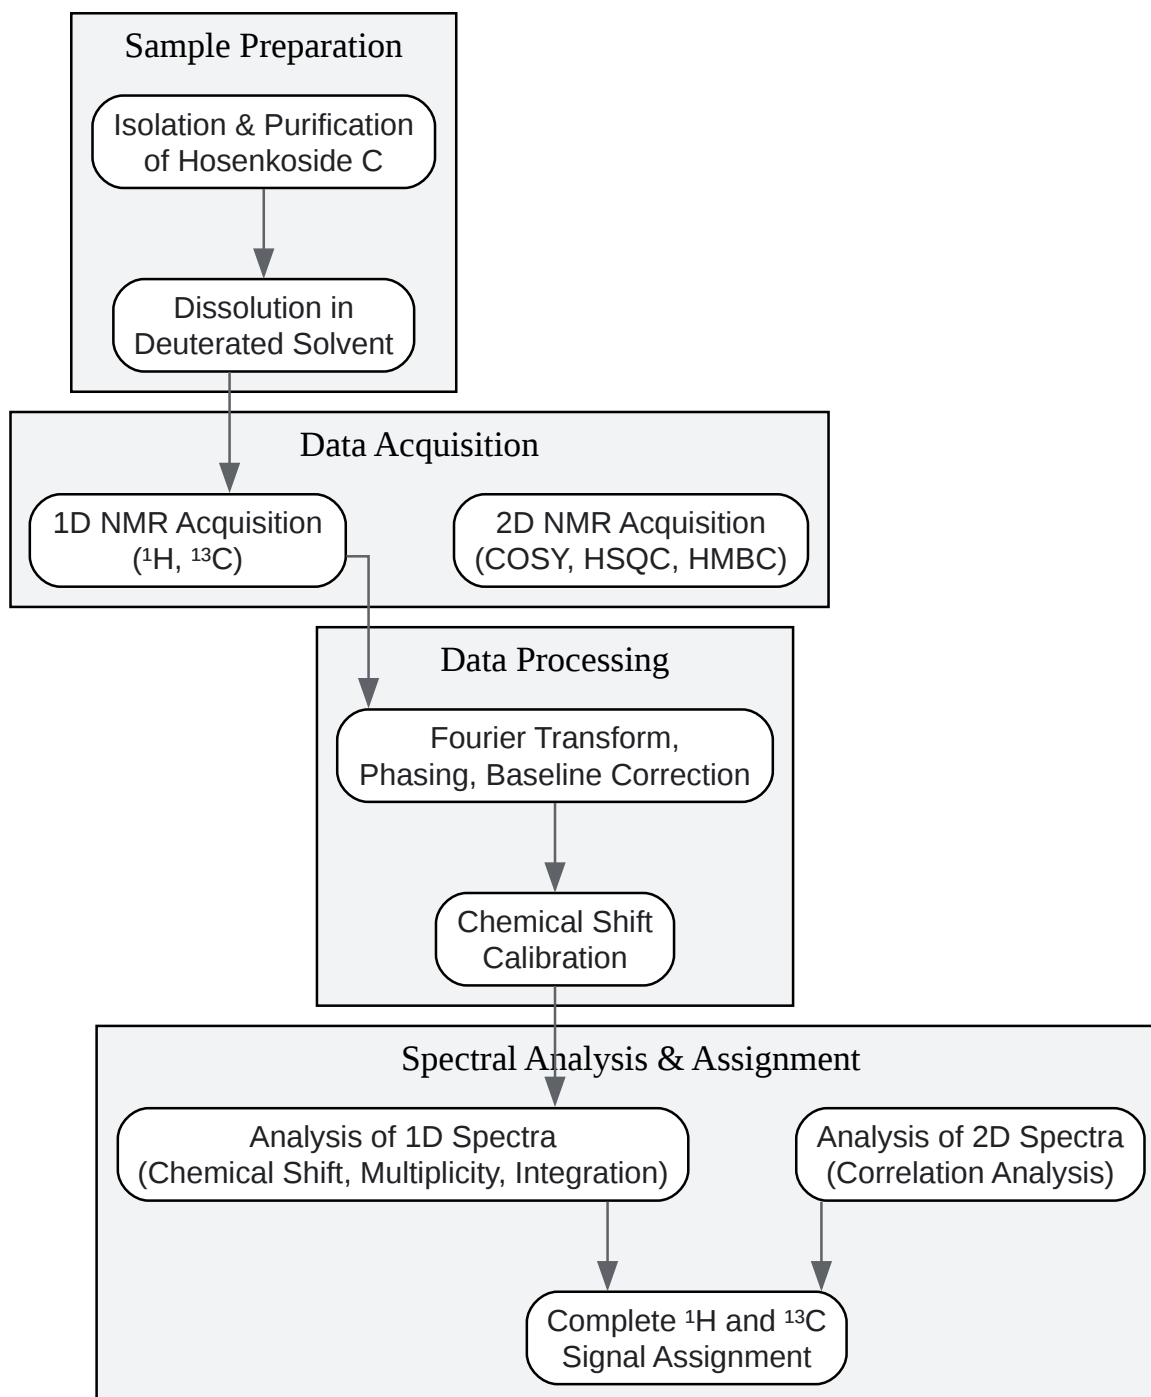 Sample Preparation
Isolation & Purification
of Hosenkoside C
Dissolution in
Deuterated Solvent
Data Acquisition
1D NMR Acquisition
(¹H, ¹³C)
2D NMR Acquisition
(COSY, HSQC, HMBC)
Data Processing
Fourier Transform,
Phasing, Baseline Correction
Chemical Shift
Calibration
Spectral Analysis & Assignment
Analysis of 1D Spectra
(Chemical Shift, Multiplicity, Integration)
Analysis of 2D Spectra
(Correlation Analysis)
Complete ¹H and ¹³C
Signal Assignment